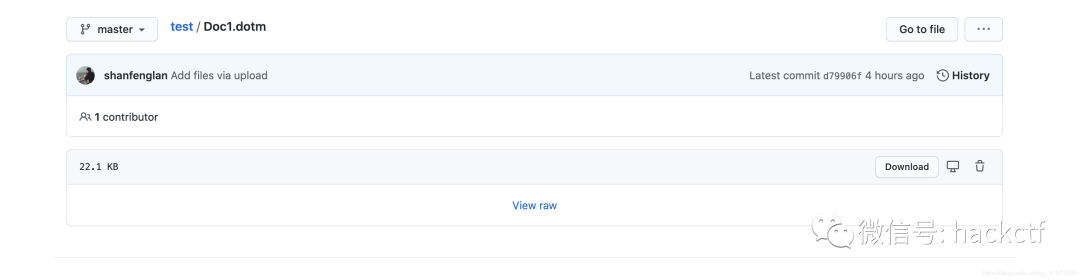 master test / Doc1.dotm Go to file ...
shanfenglan Add files via upload Latest commit d79906f 4 hours ago History
1 contributor
22.1 KB Download
View raw
微信号: hackctf